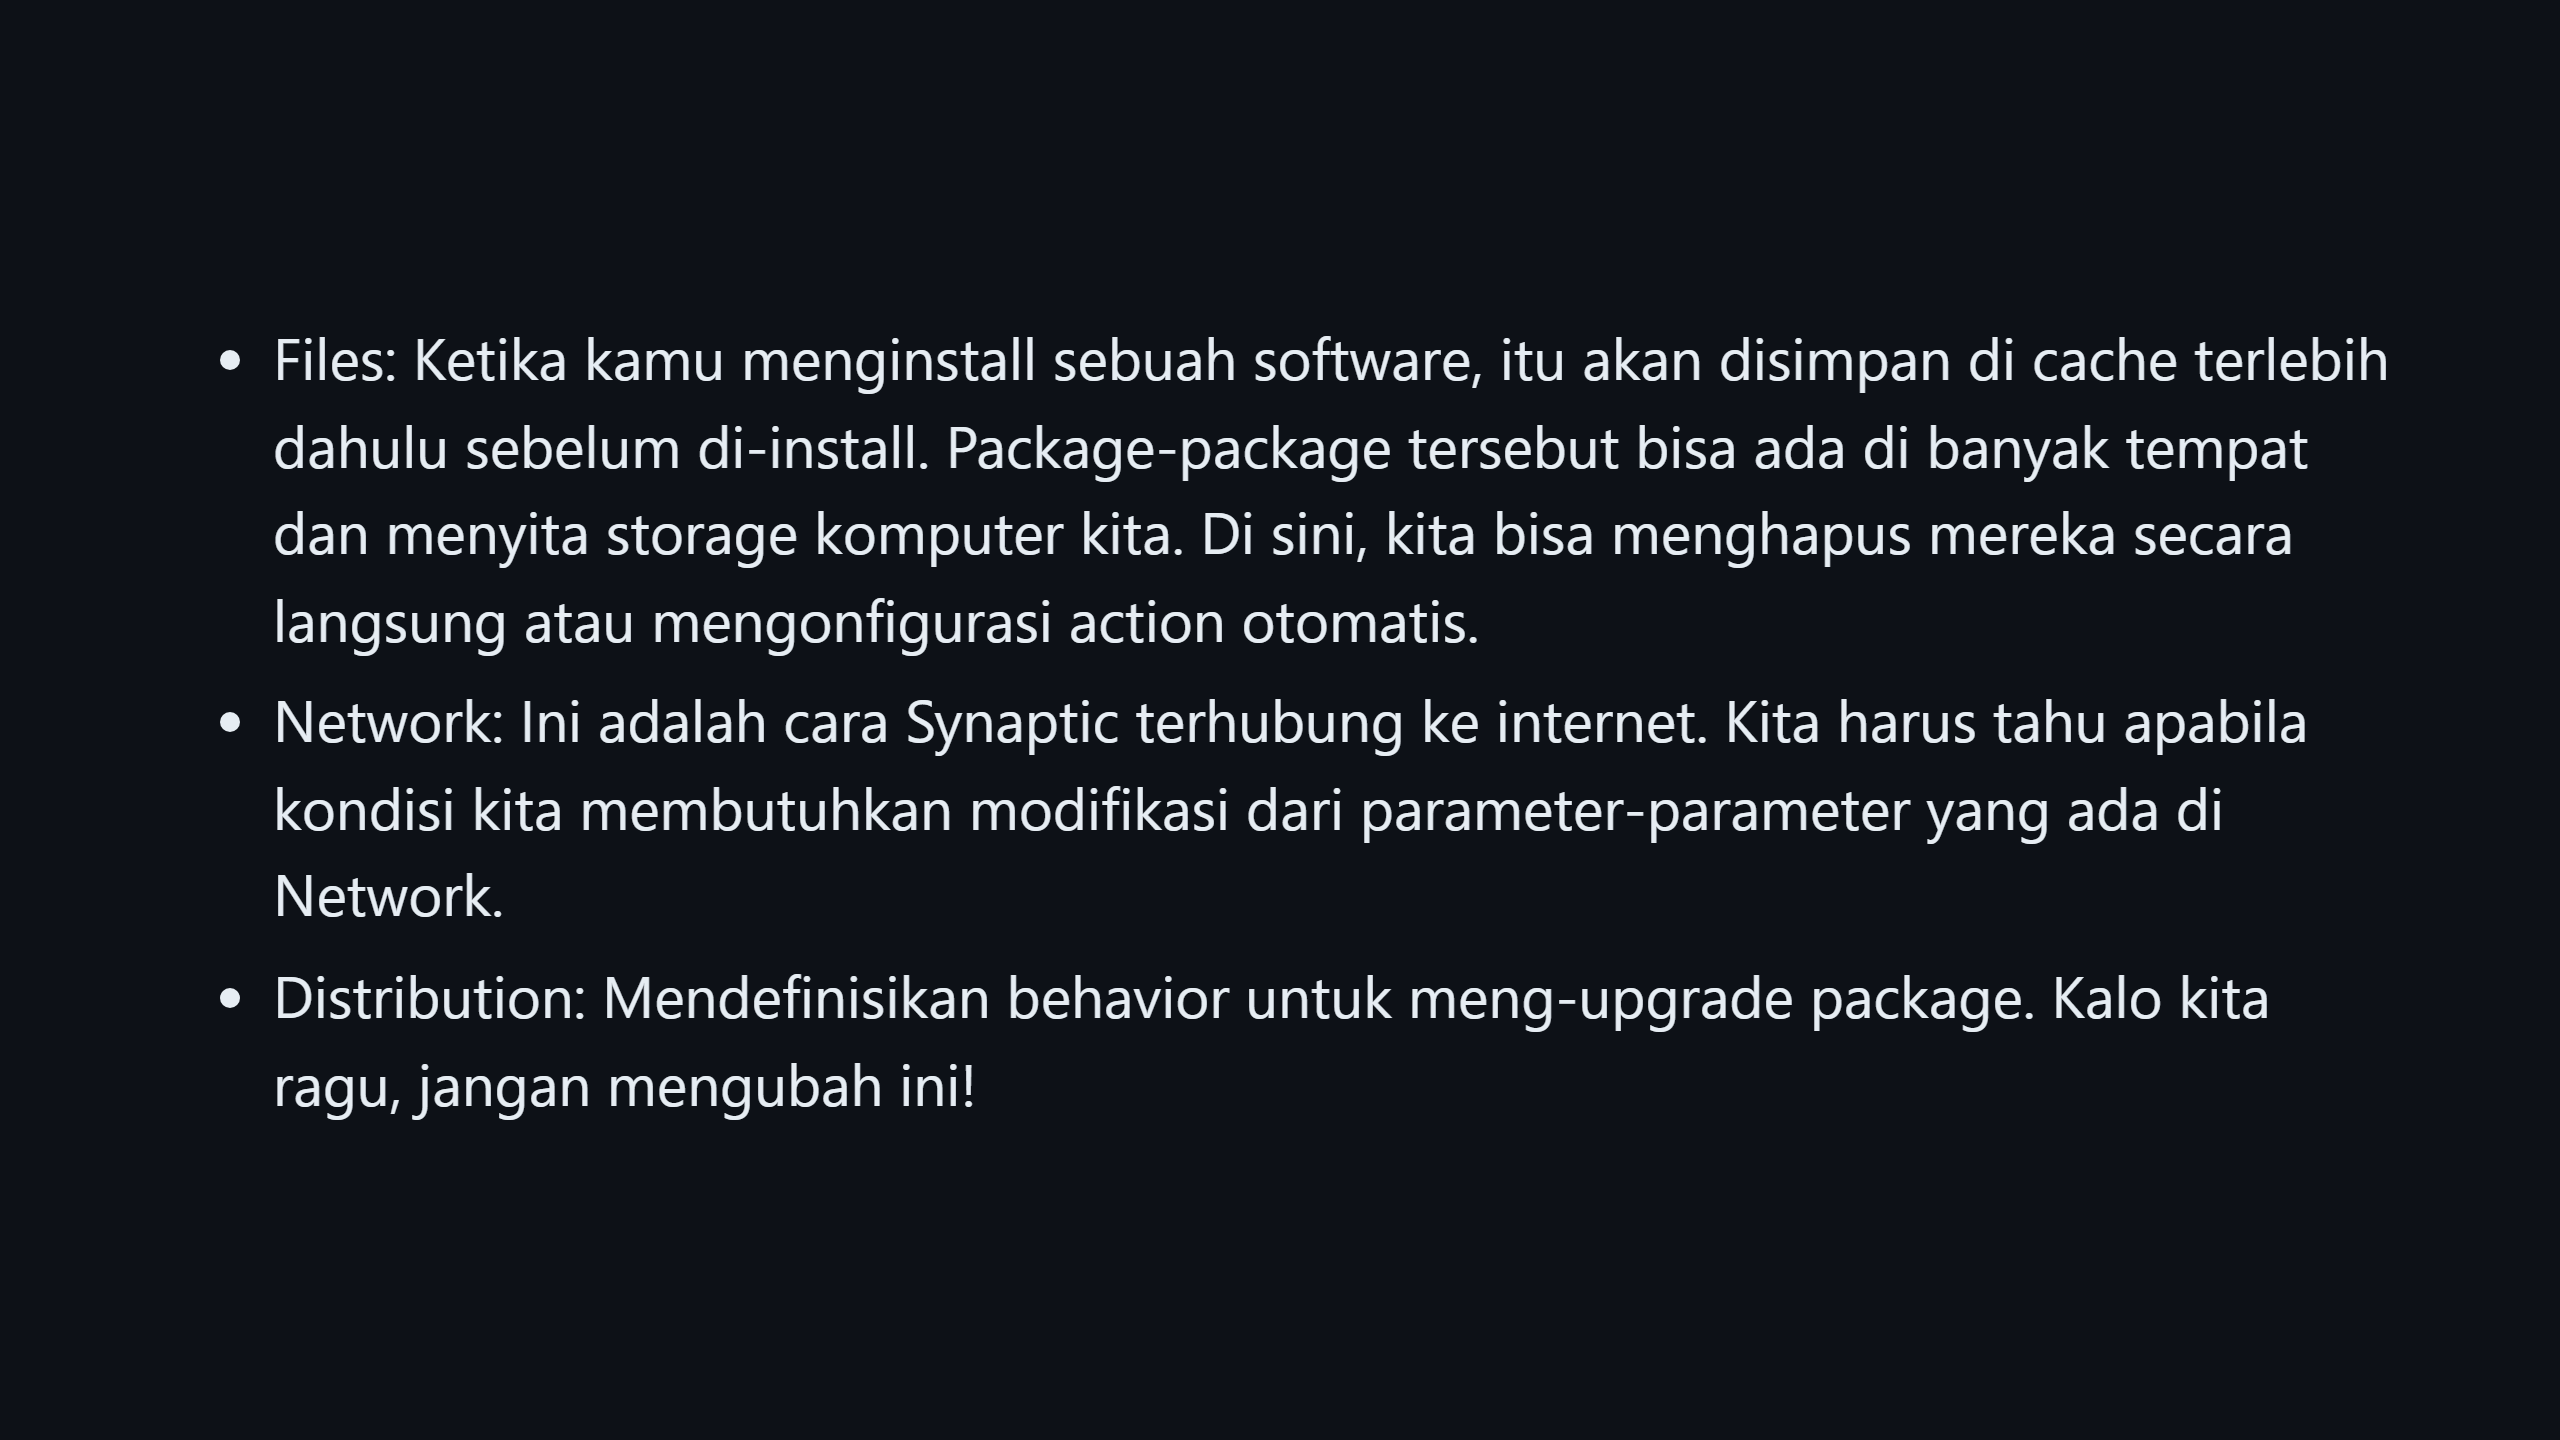 • Files: Ketika kamu menginstall sebuah software, itu akan disimpan di cache terlebih
dahulu sebelum di-install. Package-package tersebut bisa ada di banyak tempat
dan menyita storage komputer kita. Di sini, kita bisa menghapus mereka secara
langsung atau mengonfigurasi action otomatis.
• Network: Ini adalah cara Synaptic terhubung ke internet. Kita harus tahu apabila
kondisi kita membutuhkan modifikasi dari parameter-parameter yang ada di
Network.
• Distribution: Mendefinisikan behavior untuk meng-upgrade package. Kalo kita
ragu, jangan mengubah ini!